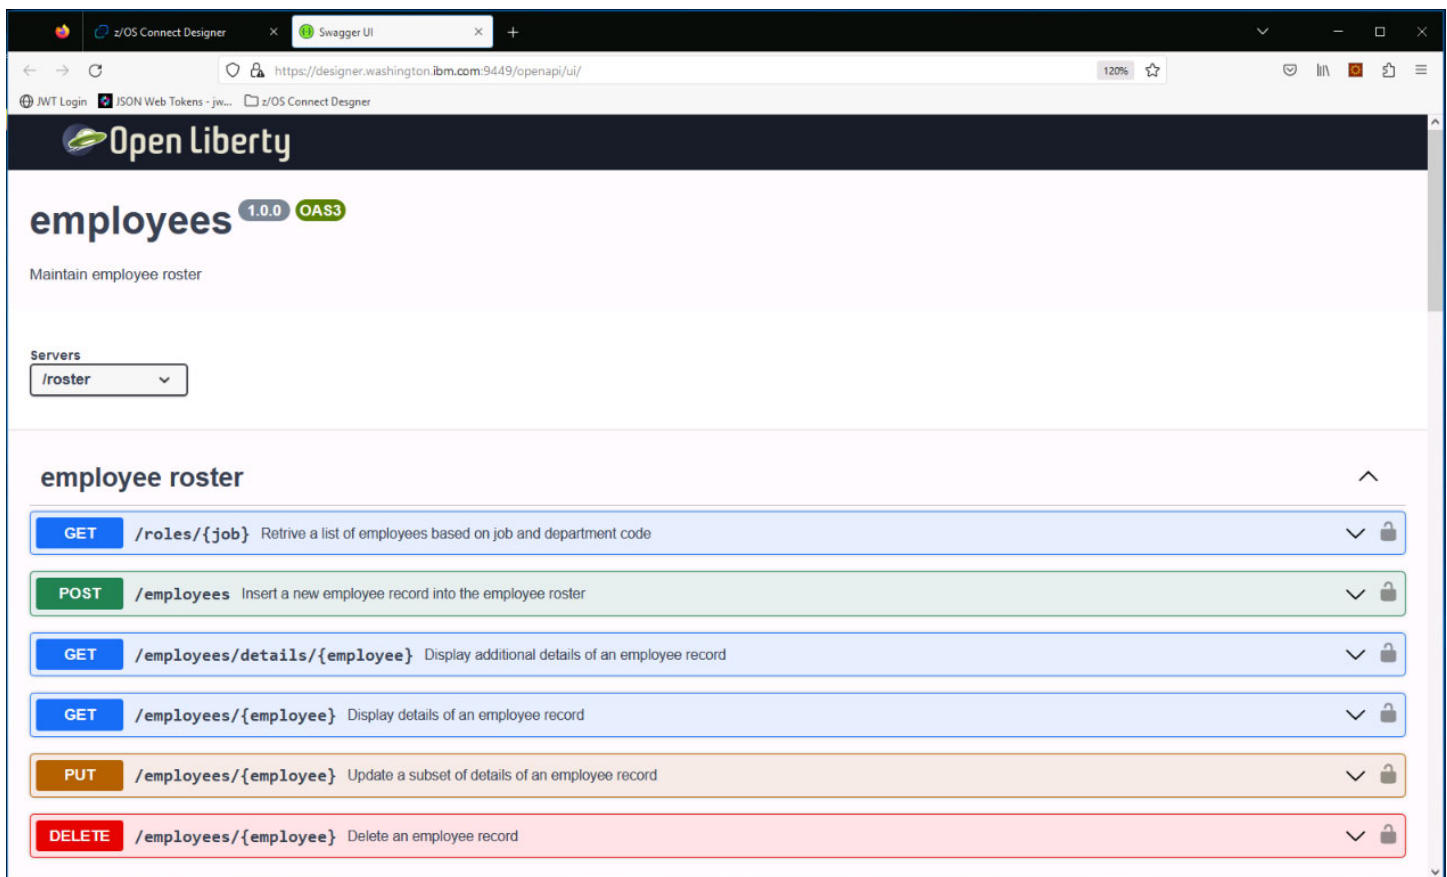 z/OS Connect Designer
Swagger UI
https://designer.washington.ibm.com:9449/openapi/ui/
120%
JWT Login
JSON Web Tokens - jw...
z/OS Connect Desgner
Open Liberty
employees 1.0.0 OAS3
Maintain employee roster
Servers
/roster
employee roster
GET /roles/{job} Retrive a list of employees based on job and department code
POST /employees Insert a new employee record into the employee roster
GET /employees/details/{employee} Display additional details of an employee record
GET /employees/{employee} Display details of an employee record
PUT /employees/{employee} Update a subset of details of an employee record
DELETE /employees/{employee} Delete an employee record